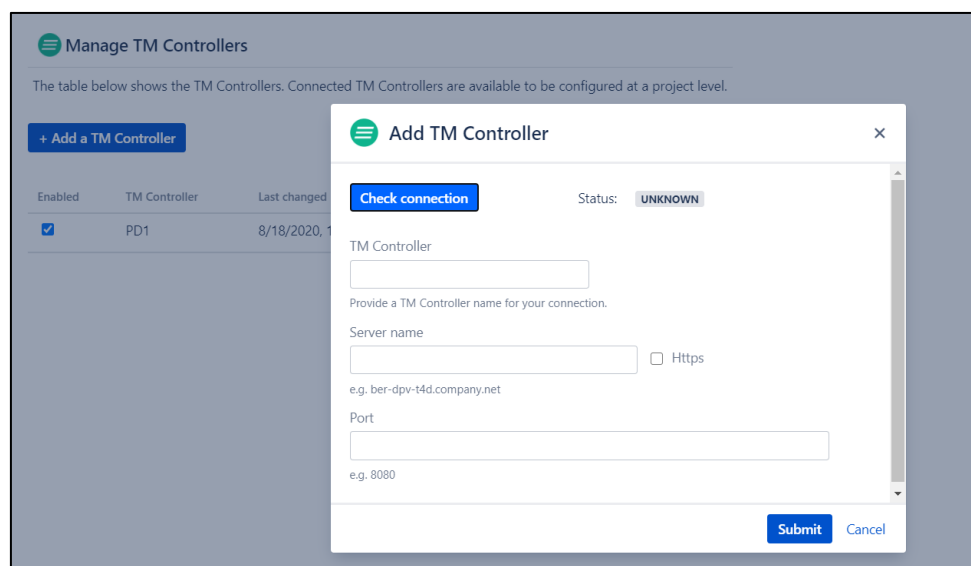 Manage TM Controllers
The table below shows the TM Controllers. Connected TM Controllers are available to be configured at a project level.
+ Add a TM Controller
Enabled TM Controller Last changed
PD1 8/18/2020, 1
Add TM Controller
Check connection Status: UNKNOWN
TM Controller
Provide a TM Controller name for your connection.
Server name
Https
e.g. ber-dpv-t4d.company.net
Port
e.g. 8080
Submit Cancel